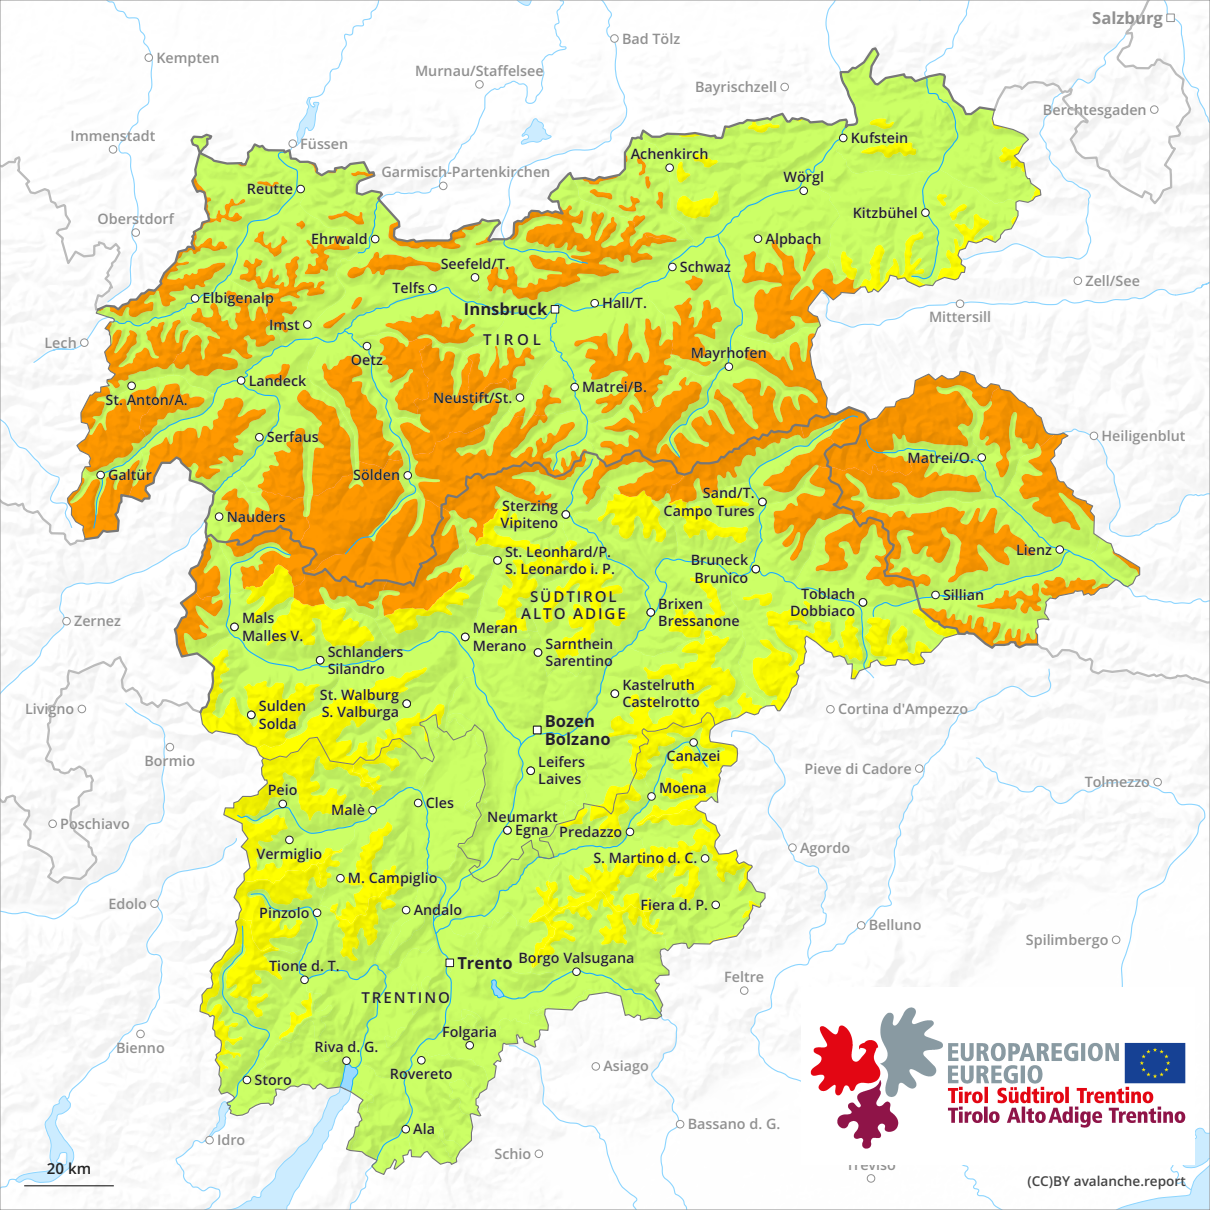 Salzburg
Bad Tölz
Kempten
Murnau/Staffelsee
Bayrischzell
Berchtesgaden
Immenstadt
Füssen
Kufstein
Achenkirch
Garmisch-Partenkirchen
Wörgl
Reutte
Oberstdorf
Kitzbühel
Ehrwald
Alpbach
Seefeld/T.
Schwaz
Zell/See
Telfs
Elbigenalp
Hall/T.
Innsbruck
Mittersill
Imst
TIROL
Lech
Mayrhofen
Oetz
Landeck
Matrei/B.
St. Anton/A.
Neustift/St.
Serfaus
Heiligenblut
Matrei/O.
Galtür
Sölden
Sand/T.
Campo Tures
Sterzing
Vipiteno
Nauders
Lienz
St. Leonhard/P.
S. Leonardo i. P.
Bruneck
Brunico
SÜDTIROL
ALTO ADIGE
Toblach
Dobbiaco
Sillian
Brixen
Bressanone
Zernez
Mals
Malles V.
Meran
Merano
Sarnthein
Sarentino
Schlanders
Silandro
Kastelruth
Castelrotto
St. Walburg
S. Valburga
Livigno
Sulden
Solda
Cortina d'Ampezzo
Bozen
Bolzano
Bormio
Canazei
Leifers
Laives
Pieve di Cadore
Tolmezzo
Peio
Moena
Malè
Cles
Neumarkt
Egna
Poschiavo
Predazzo
Vermiglio
Agordo
S. Martino d. C.
M. Campiglio
Edolo
Pinzolo
Andalo
Fiera d. P.
Belluno
Spilimbergo
Borgo Valsugana
Trento
Tione d. T.
Feltre
TRENTINO
Folgaria
Bienno
Riva d. G.
EUROPAREGION
EUREGIO
Asiago
Rovereto
Storo
Tirol Südtirol Trentino
Tirolo Alto Adige Trentino
Bassano d. G.
Ala
Idro
Schio
Treviso
20 km
(CC)BY avalanche.report